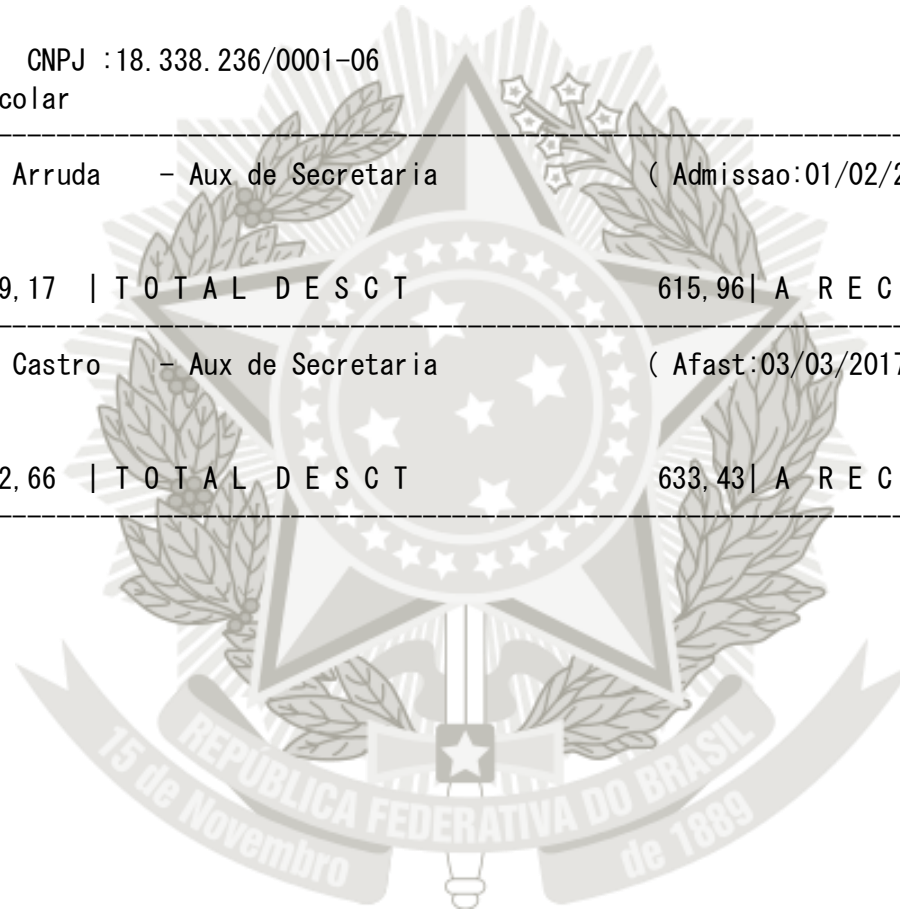 CNPJ :18.338.236/0001-06
colar
Arruda - Aux de Secretaria ( Admissao:01/02/2
9,17 | T O T A L D E S C T 615,96| A R E C
Castro - Aux de Secretaria ( Afast:03/03/2017
2,66 | T O T A L D E S C T 633,43| A R E C
REPÚBLICA FEDERATIVA DO BRASIL
15 de Novembro de 1889